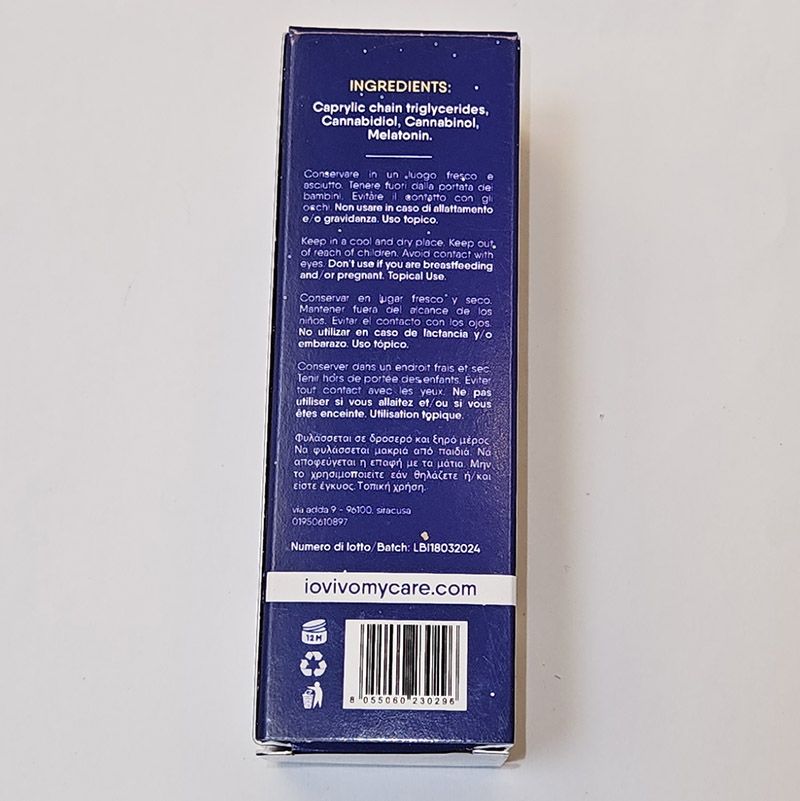 INGREDIENTS:
Caprylic chain triglycerides,
Cannabidiol, Cannabinol,
Melatonin.
Conservare in un luogo fresco e
asciutto. Tenere fuori dalla portata dei
bambini. Evitare il contatto con gli
occhi. Non usare in caso di allattamento
e/o gravidanza. Uso topico.
Keep in a cool and dry place. Keep out
of reach of children. Avoid contact with
eyes. Don't use if you are breastfeeding
and/or pregnant. Topical Use.
Conservar en lugar fresco y seco.
Mantener fuera del alcance de los
niños. Evitar el contacto con los ojos.
No utilizar en caso de lactancia y/o
embarazo. Uso tópico.
Conserver dans un endroit frais et sec.
Tenir hors de portée des enfants. Eviter
tout contact avec les yeux. Ne pas
utiliser si vous allaitez et/ou si vous
êtes enceinte. Utilisation topique.
Φυλάσσεται σε δροσερό και ξηρό μέρος.
Να φυλάσσεται μακριά από παιδιά. Να
αποφεύγεται η επαφή με τα μάτια. Μην
το χρησιμοποιείτε εάν θηλάζετε ή/και
είστε έγκυος. Τοπική χρήση.
via adda 9 - 96100, siracusa
01950610897
Numero di lotto/Batch: LBI18032024
iovivomycare.com
12 M
8 055060 230296